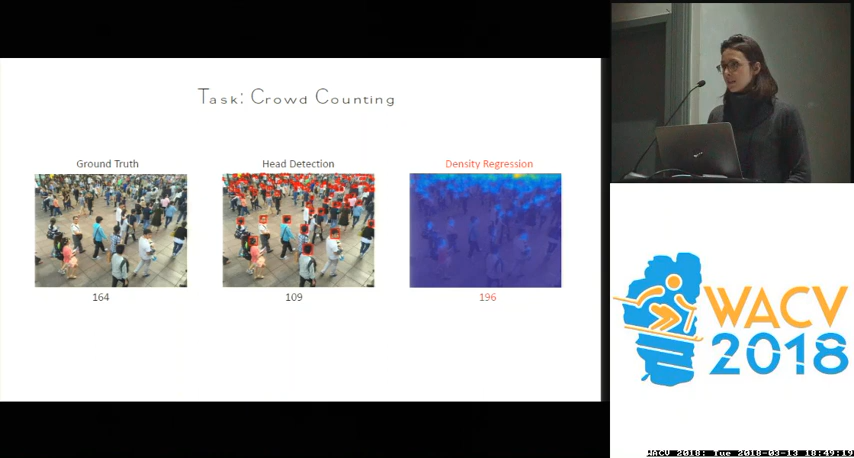 Task: Crowd Counting
Ground Truth
Head Detection
Density Regression
164
109
196
WACV
2018
WACV 2018: Tue 2018-03-13 18:49:19